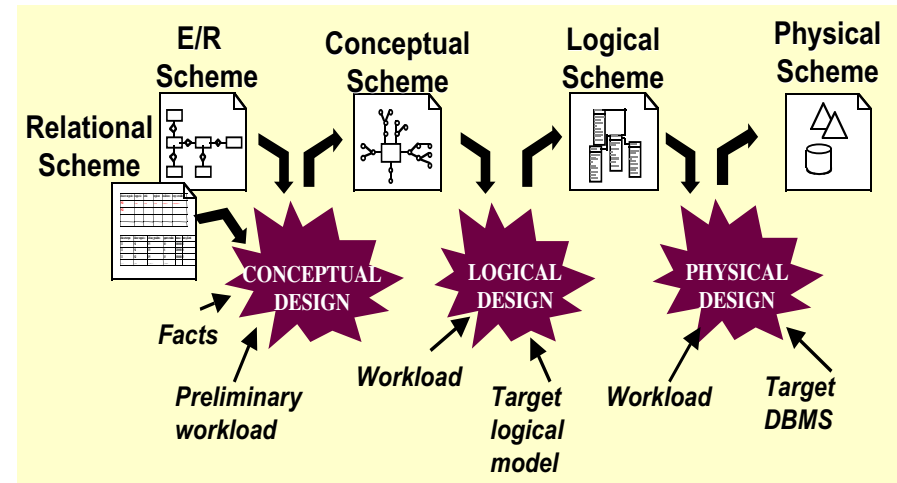 E/R
Scheme
Conceptual
Scheme
Logical
Scheme
Physical
Scheme
Relational
Scheme
CONCEPTUAL
DESIGN
LOGICAL
DESIGN
PHYSICAL
DESIGN
Facts
Preliminary
workload
Workload
Target
logical
model
Workload
Target
DBMS